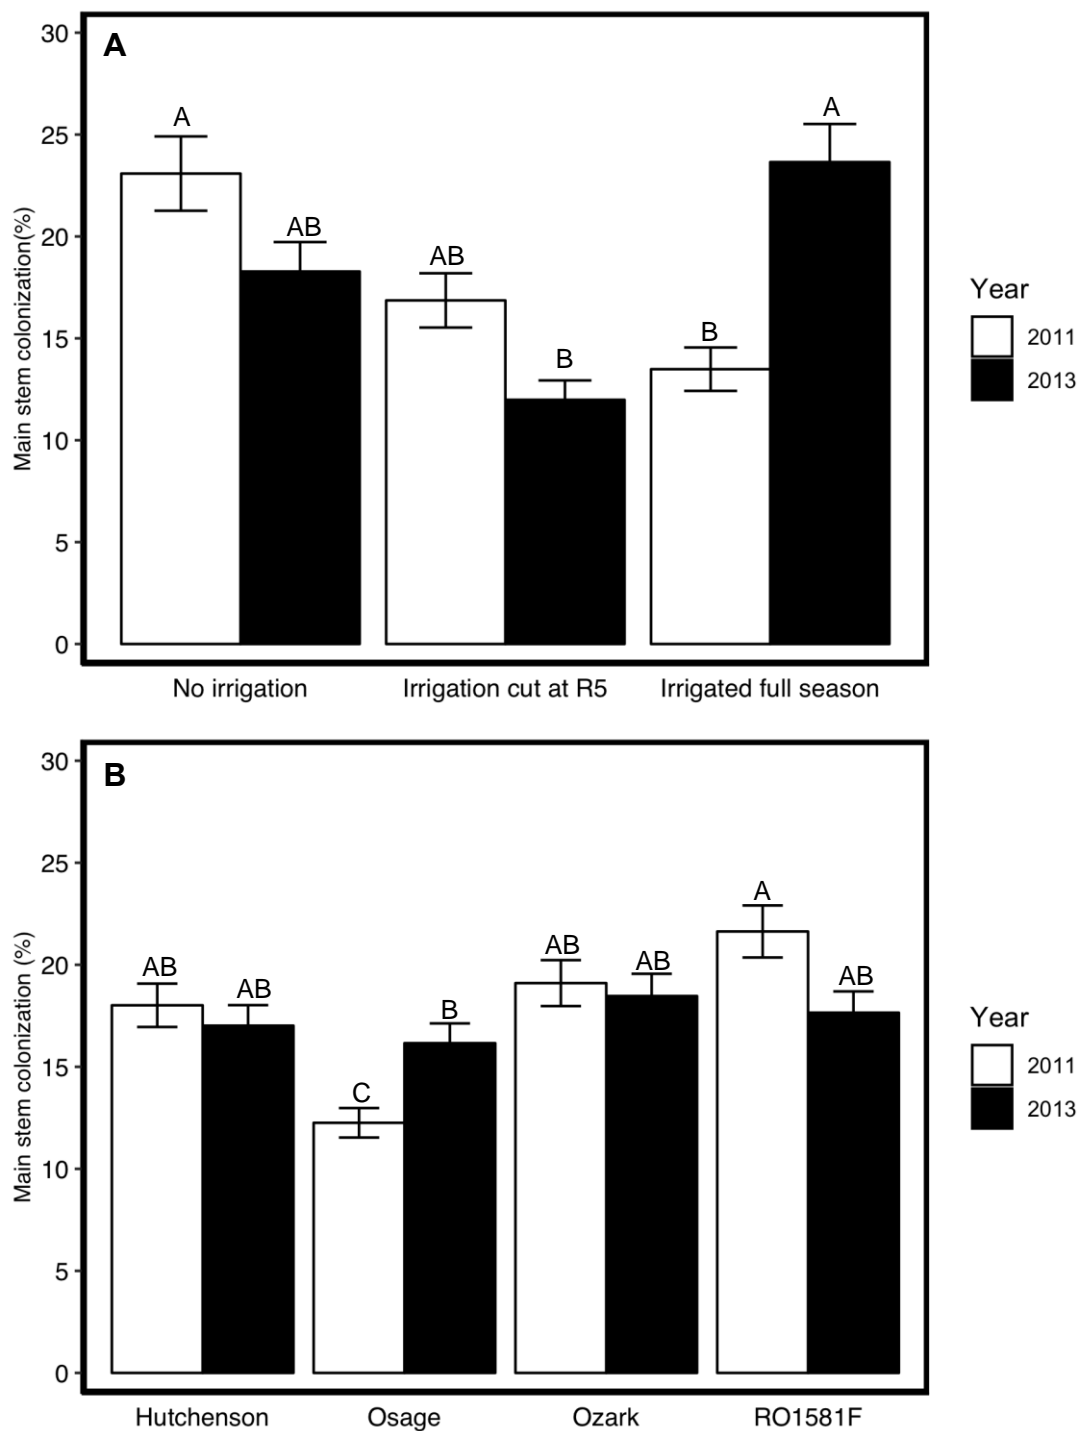 A
30
25
20
15
10
5
0
Main stem colonization(%)
A
AB
AB
B
B
A
No irrigation
Irrigation cut at R5
Irrigated full season
Year
2011
2013
B
30
25
20
15
10
5
0
Main stem colonization (%)
AB
AB
C
B
AB
AB
A
AB
Hutchenson
Osage
Ozark
RO1581F
Year
2011
2013